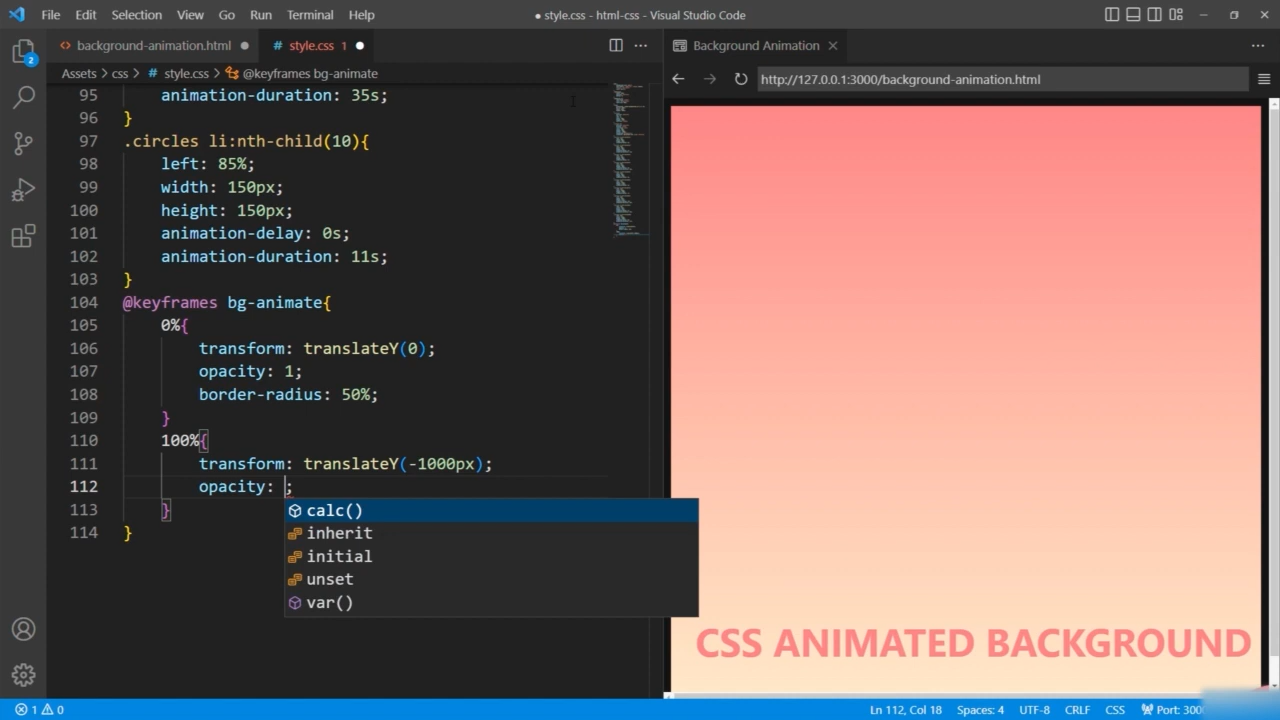 File Edit Selection View Go Run Terminal Help
● style.css - html-css - Visual Studio Code
<> background-animation.html ●
# style.css 1 ●
Background Animation ×
Assets > css > # style.css > @keyframes bg-animate
http://127.0.0.1:3000/background-animation.html
2
95 animation-duration: 35s;
96 }
97 .circles li:nth-child(10){
98 left: 85%;
99 width: 150px;
100 height: 150px;
101 animation-delay: 0s;
102 animation-duration: 11s;
103 }
104 @keyframes bg-animate{
105 0%{
106 transform: translateY(0);
107 opacity: 1;
108 border-radius: 50%;
109 }
110 100%{
111 transform: translateY(-1000px);
112 opacity: ;
113 }
114 }
calc()
inherit
initial
unset
var()
CSS ANIMATED BACKGROUND
1 0
Ln 112, Col 18 Spaces: 4 UTF-8 CRLF CSS Port: